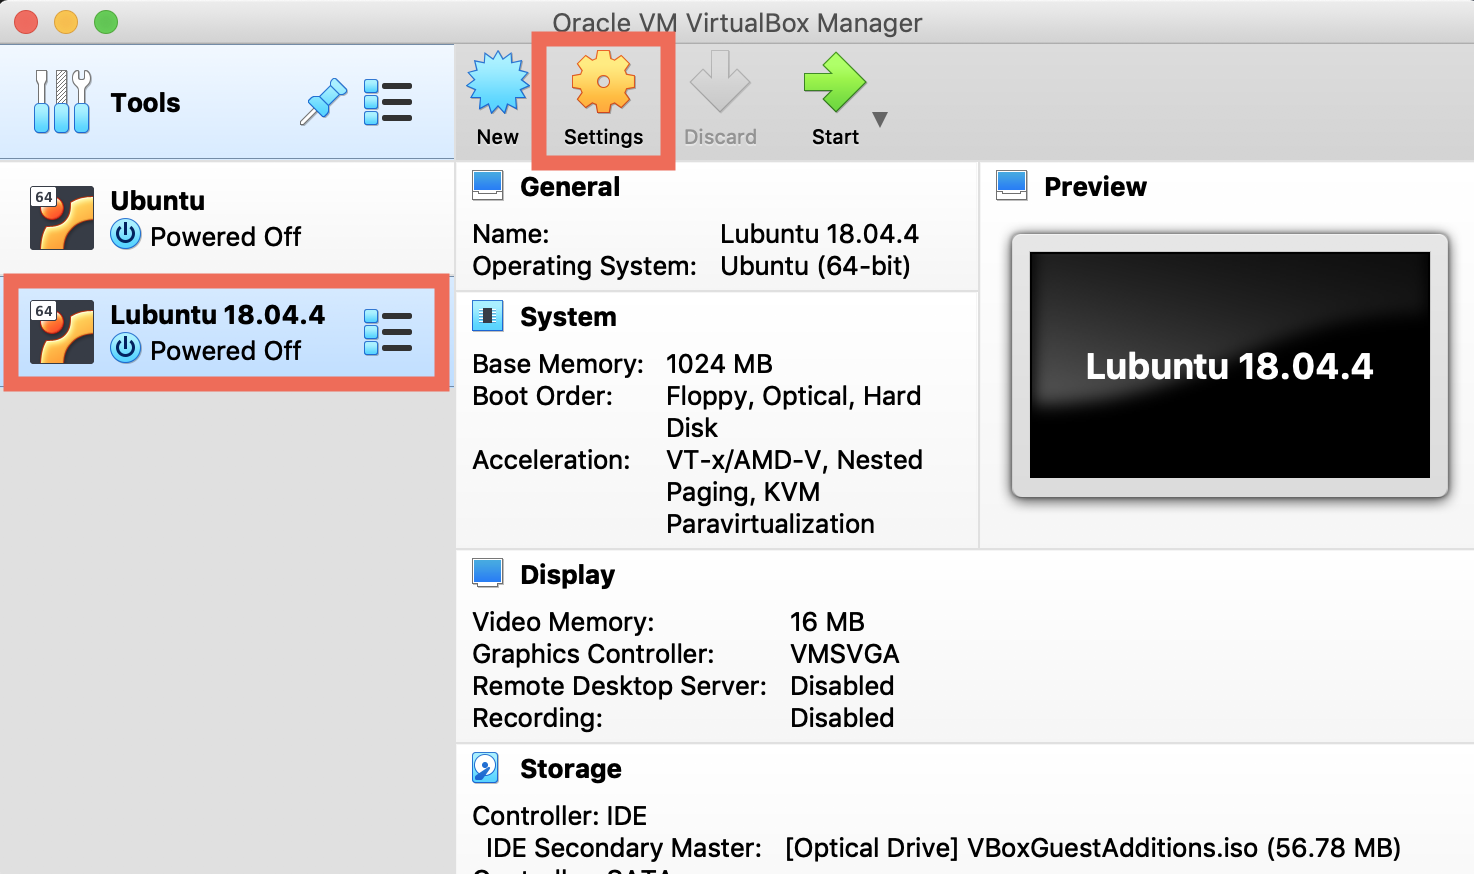 Oracle VM VirtualBox Manager
Tools
New
Settings
Discard
Start
64
Ubuntu
Powered Off
64
Lubuntu 18.04.4
Powered Off
General
Name: Lubuntu 18.04.4
Operating System: Ubuntu (64-bit)
System
Base Memory: 1024 MB
Boot Order: Floppy, Optical, Hard
Disk
Acceleration: VT-x/AMD-V, Nested
Paging, KVM
Paravirtualization
Preview
Lubuntu 18.04.4
Display
Video Memory: 16 MB
Graphics Controller: VMSVGA
Remote Desktop Server: Disabled
Recording: Disabled
Storage
Controller: IDE
IDE Secondary Master: [Optical Drive] VBoxGuestAdditions.iso (56.78 MB)
Controller: SATA